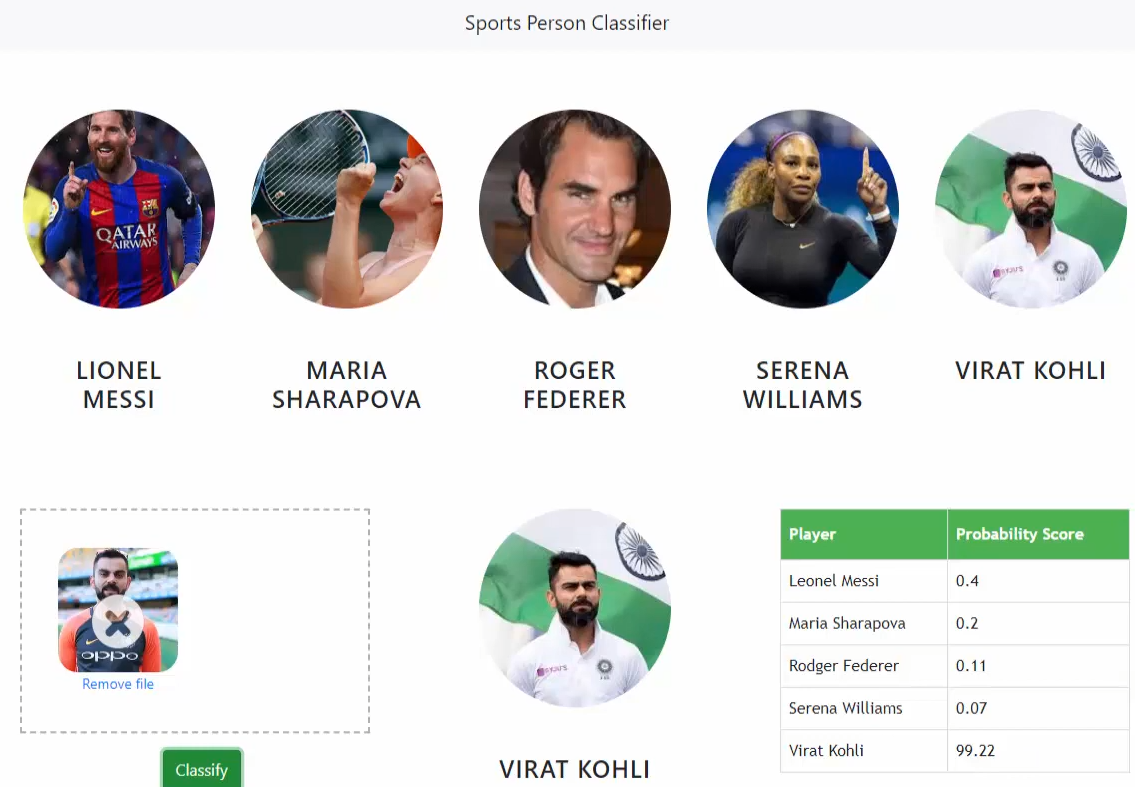 Sports Person Classifier
QATAR
AIRWAYS
LIONEL
MESSI
MARIA
SHARAPOVA
ROGER
FEDERER
SERENA
WILLIAMS
VIRAT KOHLI
oppo
Remove file
Classify
VIRAT KOHLI
Player Probability Score
Leonel Messi 0.4
Maria Sharapova 0.2
Rodger Federer 0.11
Serena Williams 0.07
Virat Kohli 99.22